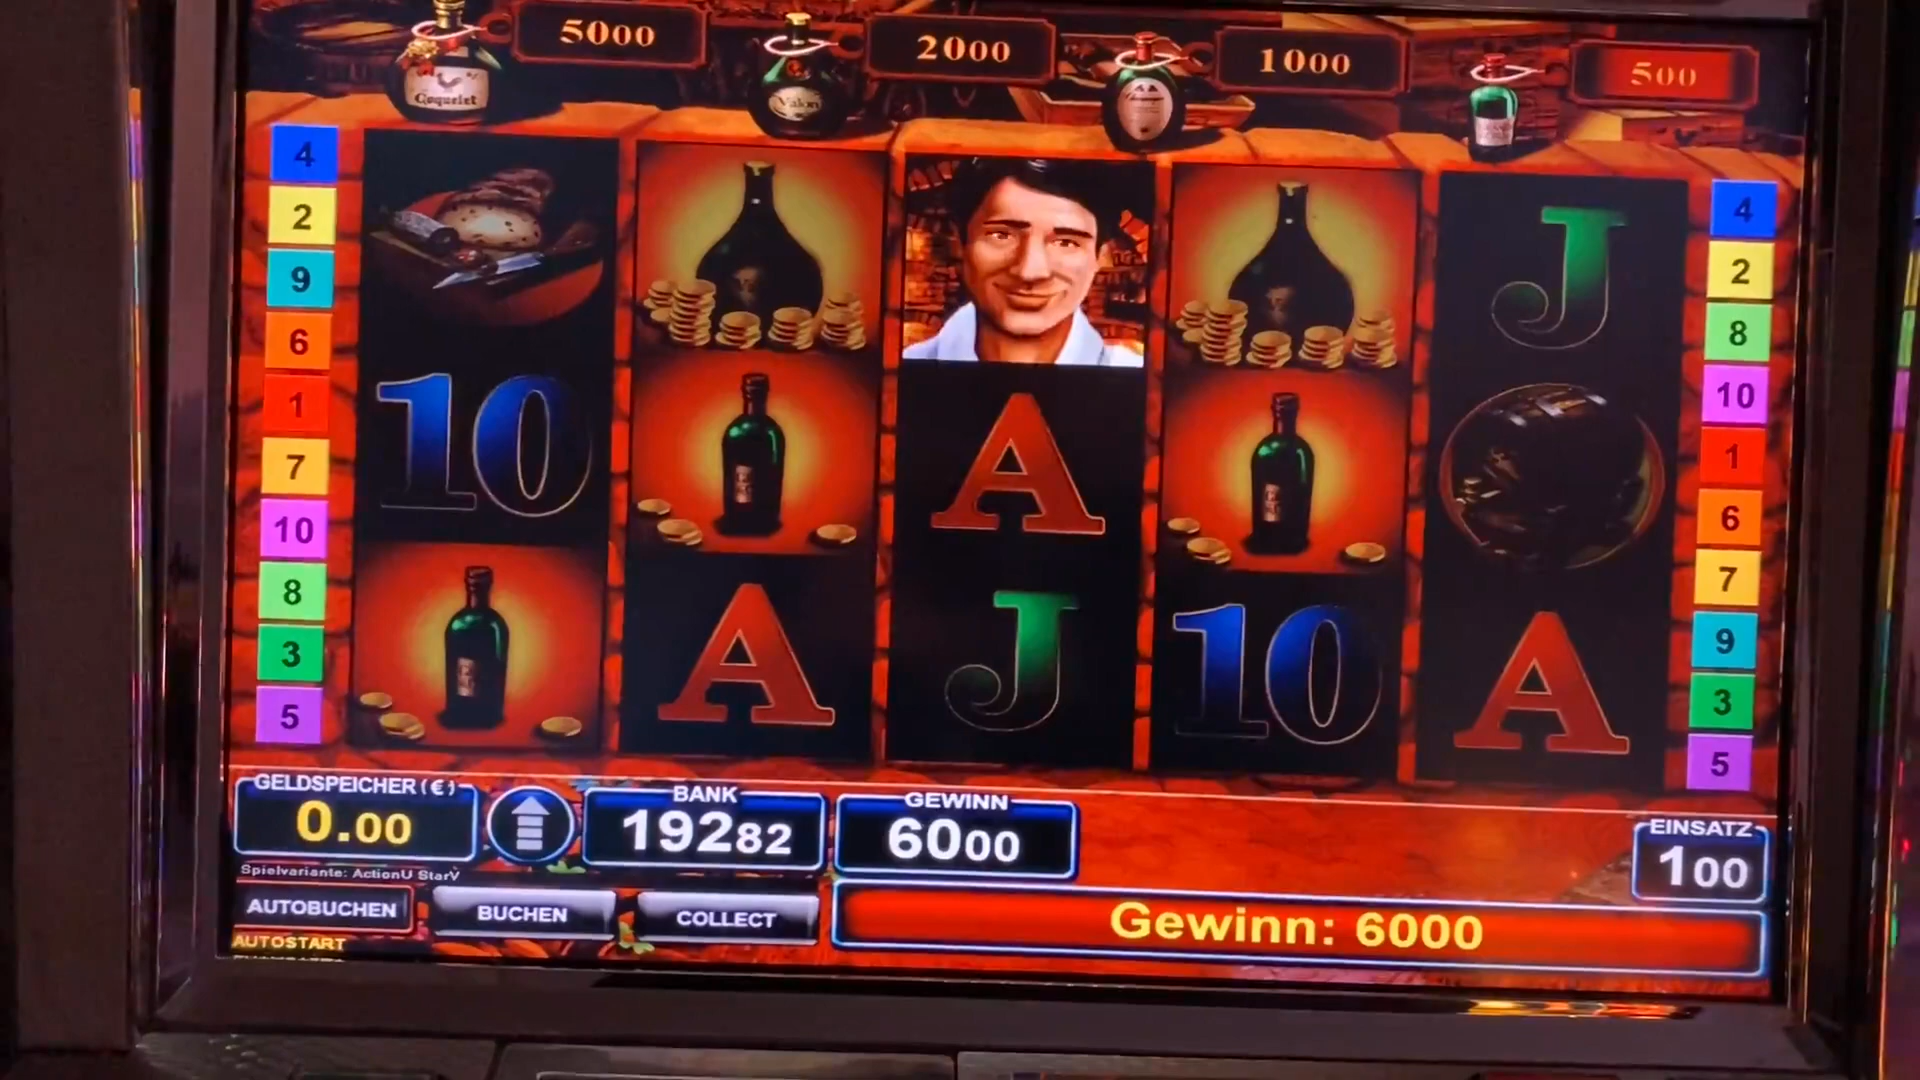 5000
2000
1000
500
Coquelet
Valon
4
2
9
6
1
7
10
8
3
5
J
10
A
A
J
10
A
4
2
8
10
1
6
7
9
3
5
GELDSPEICHER (€)
0.00
BANK
19282
GEWINN
6000
EINSATZ
100
Spielvariante: ActionU StarV
AUTOBUCHEN
BUCHEN
COLLECT
Gewinn: 6000
AUTOSTART